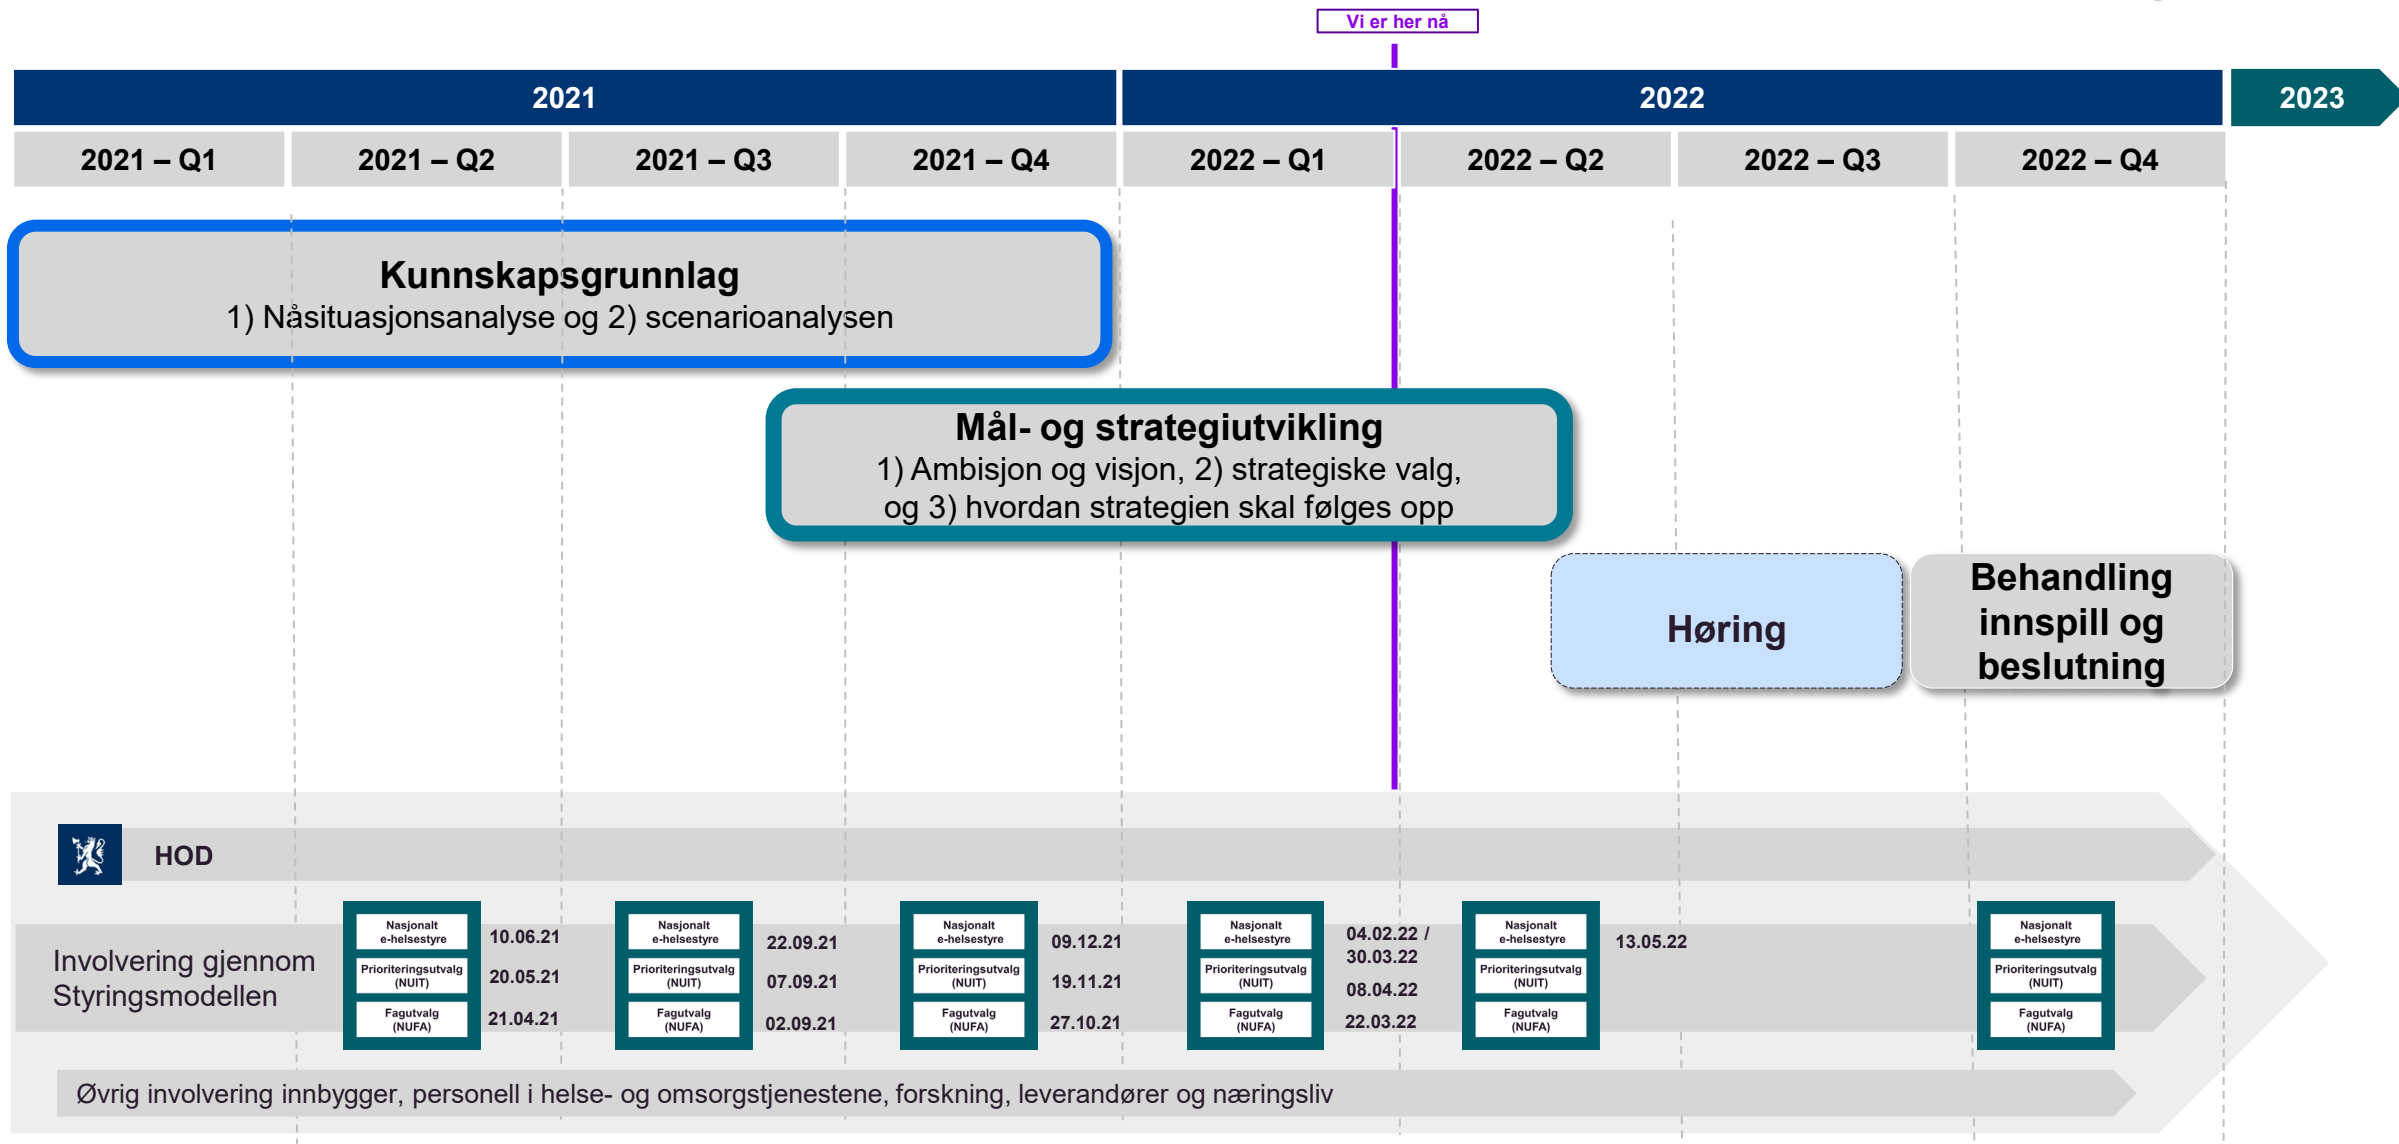 Vi er her nå
2021
2022
2023
2021 – Q1
2021 – Q2
2021 – Q3
2021 – Q4
2022 – Q1
2022 – Q2
2022 – Q3
2022 – Q4
Kunnskapsgrunnlag
1) Nåsituasjonsanalyse og 2) scenarioanalysen
Mål- og strategiutvikling
1) Ambisjon og visjon, 2) strategiske valg,
og 3) hvordan strategien skal følges opp
Høring
Behandling
innspill og
beslutning
HOD
Involvering gjennom
Styringsmodellen
Nasjonalt
e-helsestyre
Prioriteringsutvalg
(NUIT)
Fagutvalg
(NUFA)
10.06.21
20.05.21
21.04.21
Nasjonalt
e-helsestyre
Prioriteringsutvalg
(NUIT)
Fagutvalg
(NUFA)
22.09.21
07.09.21
02.09.21
Nasjonalt
e-helsestyre
Prioriteringsutvalg
(NUIT)
Fagutvalg
(NUFA)
09.12.21
19.11.21
27.10.21
Nasjonalt
e-helsestyre
Prioriteringsutvalg
(NUIT)
Fagutvalg
(NUFA)
04.02.22 /
30.03.22
08.04.22
22.03.22
Nasjonalt
e-helsestyre
Prioriteringsutvalg
(NUIT)
Fagutvalg
(NUFA)
13.05.22
Nasjonalt
e-helsestyre
Prioriteringsutvalg
(NUIT)
Fagutvalg
(NUFA)
Øvrig involvering innbygger, personell i helse- og omsorgstjenestene, forskning, leverandører og næringsliv